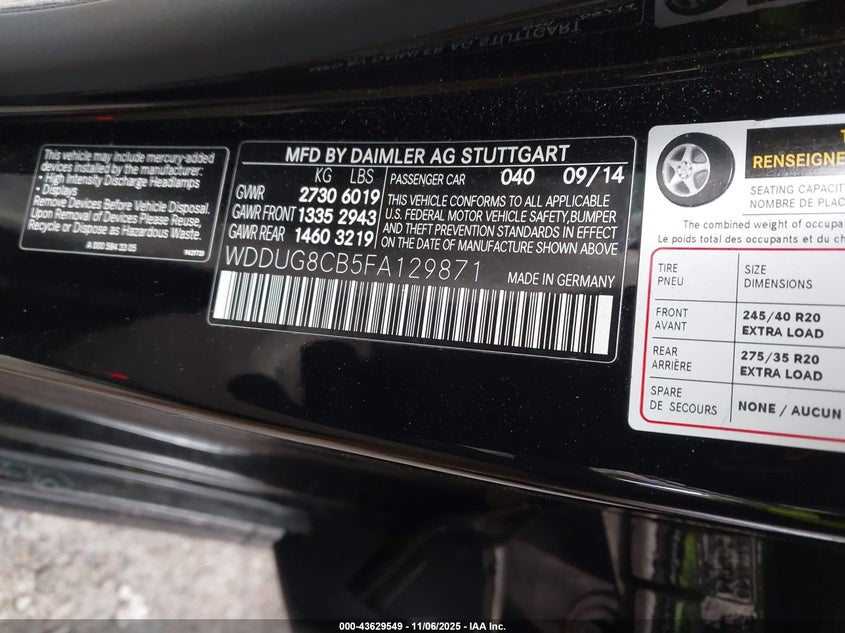 This vehicle may include mercury-added
devices installed by the manufacturer:
• High Intensity Discharge Headlamps
• Displays
Remove Devices Before Vehicle Disposal.
Upon Removal of Devices Please Reuse,
Recycle or Dispose as Hazardous Waste.
A 000 584 33 05
MFD BY DAIMLER AG STUTTGART
KG LBS
GVWR 2730 6019
GAWR FRONT 1335 2943
GAWR REAR 1460 3219
PASSENGER CAR 040 09/14
THIS VEHICLE CONFORMS TO ALL APPLICABLE
U.S. FEDERAL MOTOR VEHICLE SAFETY, BUMPER
AND THEFT PREVENTION STANDARDS IN EFFECT
ON THE DATE OF MANUFACTURE SHOWN ABOVE
WDDUG8CB5FA129871
MADE IN GERMANY
RENSEIGNE
SEATING CAPACIT
NOMBRE DE PLAC
The combined weight of occupa
Le poids total des occupants et du ch
TIRE SIZE
PNEU DIMENSIONS
FRONT 245/40 R20
AVANT EXTRA LOAD
REAR 275/35 R20
ARRIÈRE EXTRA LOAD
SPARE
DE SECOURS NONE / AUCUN
000-43629549 - 11/06/2025 - IAA Inc.